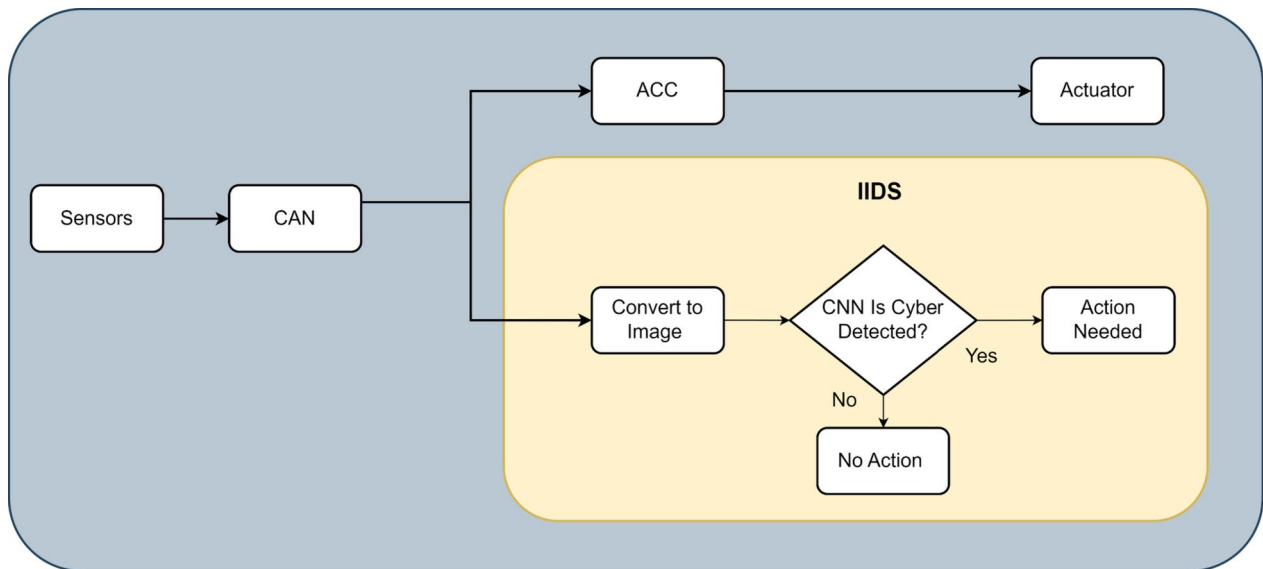 ACC
Actuator
IIDS
Sensors
CAN
Convert to
Image
CNN Is Cyber
Detected?
Action
Needed
Yes
No
No Action